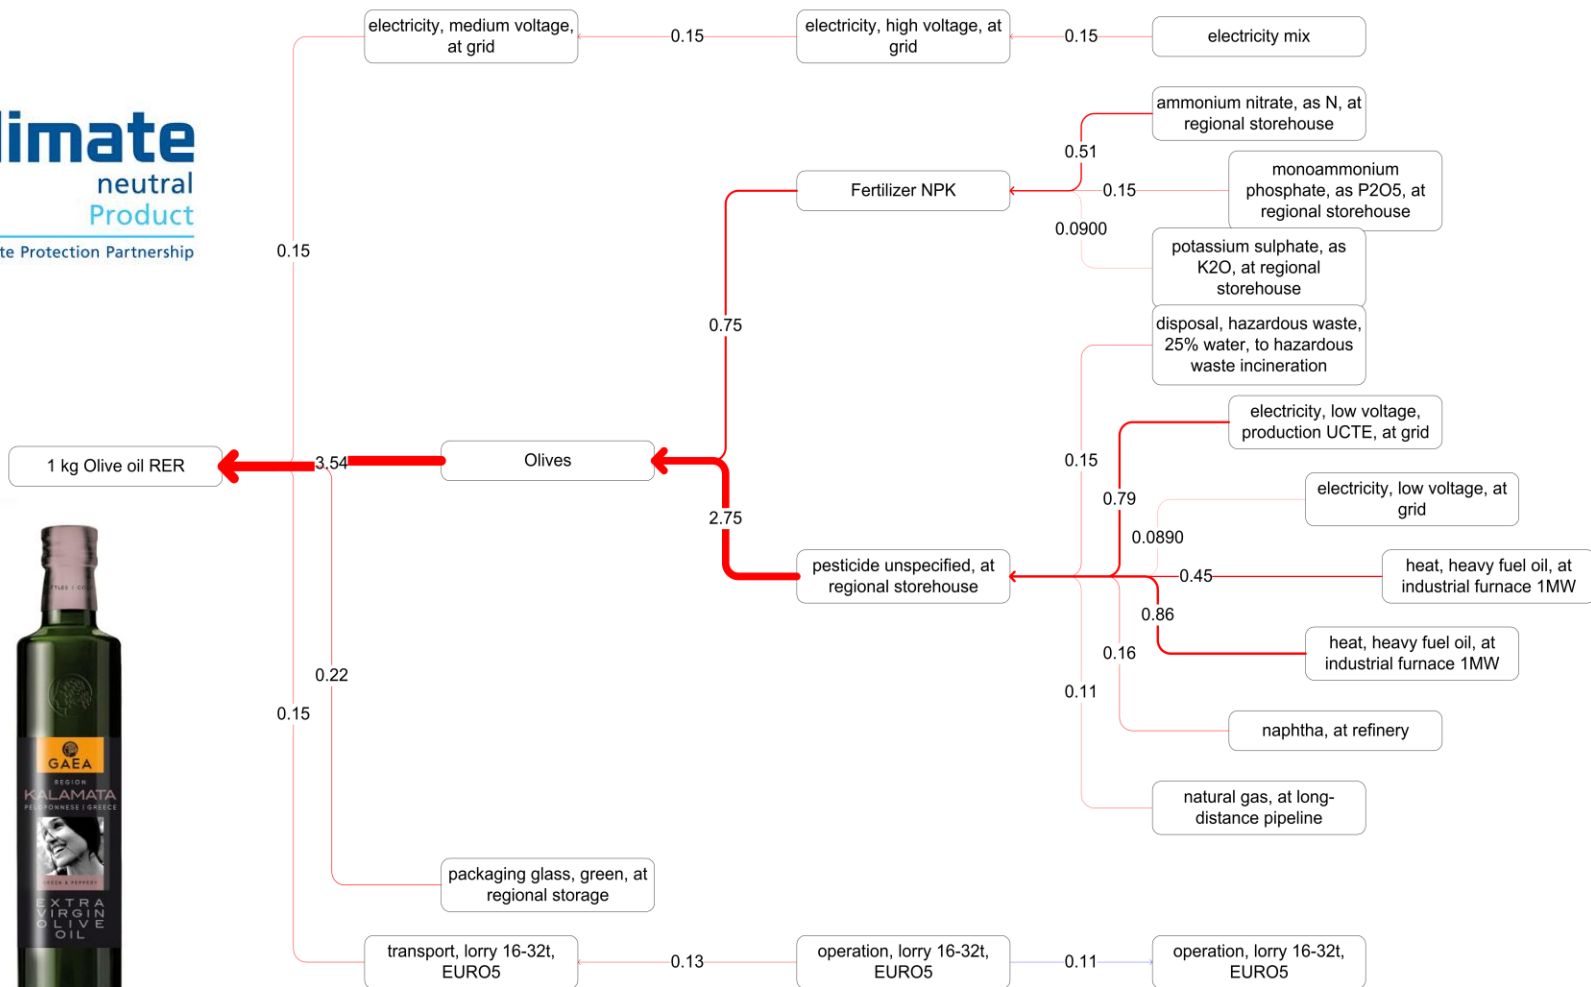 electricity, medium voltage,
at grid
0.15
electricity, high voltage, at
grid
0.15
electricity mix
limate
neutral
Product
te Protection Partnership
0.15
ammonium nitrate, as N, at
regional storehouse
0.51
Fertilizer NPK
0.15
monoammonium
phosphate, as P2O5, at
regional storehouse
0.0900
potassium sulphate, as
K2O, at regional
storehouse
0.75
disposal, hazardous waste,
25% water, to hazardous
waste incineration
electricity, low voltage,
production UCTE, at grid
1 kg Olive oil RER
3.54
Olives
0.15
0.79
electricity, low voltage, at
grid
2.75
0.0890
pesticide unspecified, at
regional storehouse
0.45
heat, heavy fuel oil, at
industrial furnace 1MW
0.86
heat, heavy fuel oil, at
industrial furnace 1MW
0.22
0.16
0.15
0.11
naphtha, at refinery
natural gas, at long-
distance pipeline
GAEA
REGION
KALAMATA
PELOPONNESE | GREECE
EXTRA
VIRGIN
OLIVE
OIL
packaging glass, green, at
regional storage
transport, lorry 16-32t,
EURO5
0.13
operation, lorry 16-32t,
EURO5
0.11
operation, lorry 16-32t,
EURO5